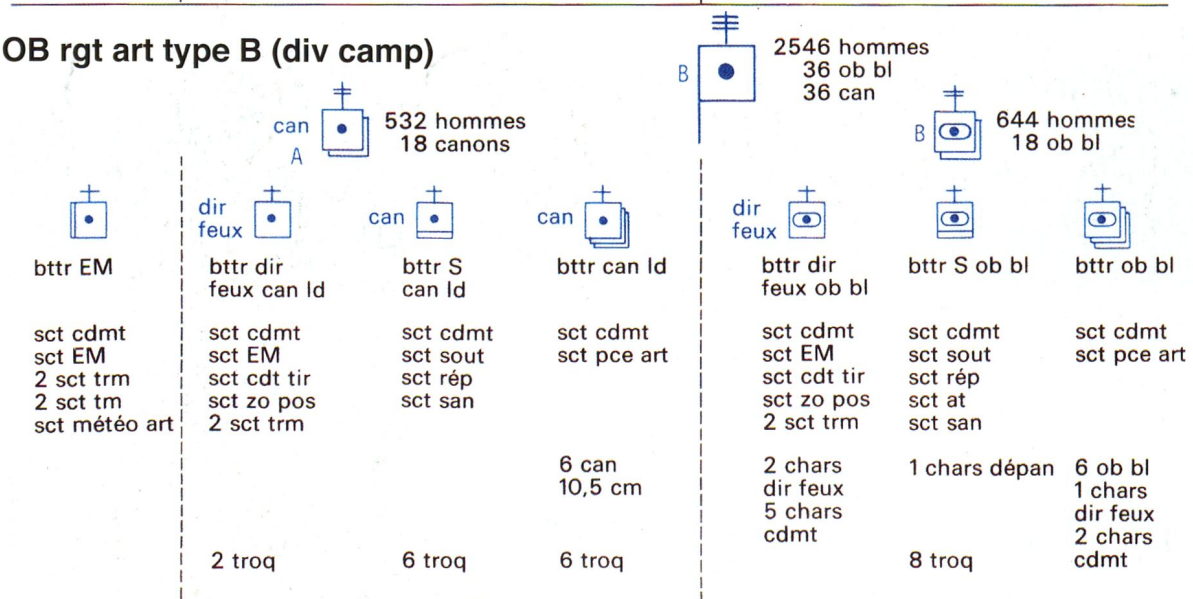 OB rgt art type B (div camp)
B
2546 hommes
36 ob bl
36 can
can
A
532 hommes
18 canons
B
644 hommes
18 ob bl
bttr EM
sct cdmt
sct EM
2 sct trm
2 sct tm
sct météo art
dir
feux
bttr dir
feux can ld
sct cdmt
sct EM
sct cdt tir
sct zo pos
2 sct trm
2 troq
can
bttr S
can ld
sct cdmt
sct sout
sct rép
sct san
6 troq
can
bttr can ld
sct cdmt
sct pce art
6 can
10,5 cm
6 troq
dir
feux
bttr dir
feux ob bl
sct cdmt
sct EM
sct cdt tir
sct zo pos
2 sct trm
2 chars
dir feux
5 chars
cdmt
bttr S ob bl
sct cdmt
sct sout
sct rép
sct at
sct san
1 chars dépan
8 troq
bttr ob bl
sct cdmt
sct pce art
6 ob bl
1 chars
dir feux
2 chars
cdmt